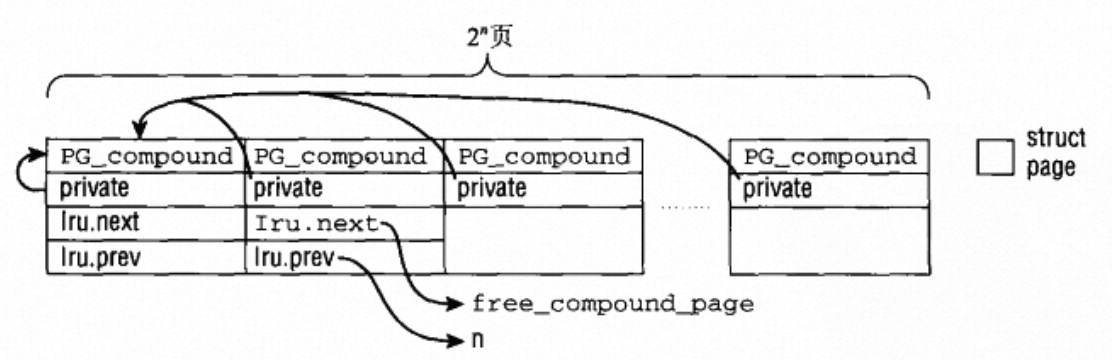 2ⁿ页
PG_compound PG_compound PG_compound PG_compound
private private private private
lru.next lru.next
lru.prev lru.prev
free_compound_page
n
struct
page